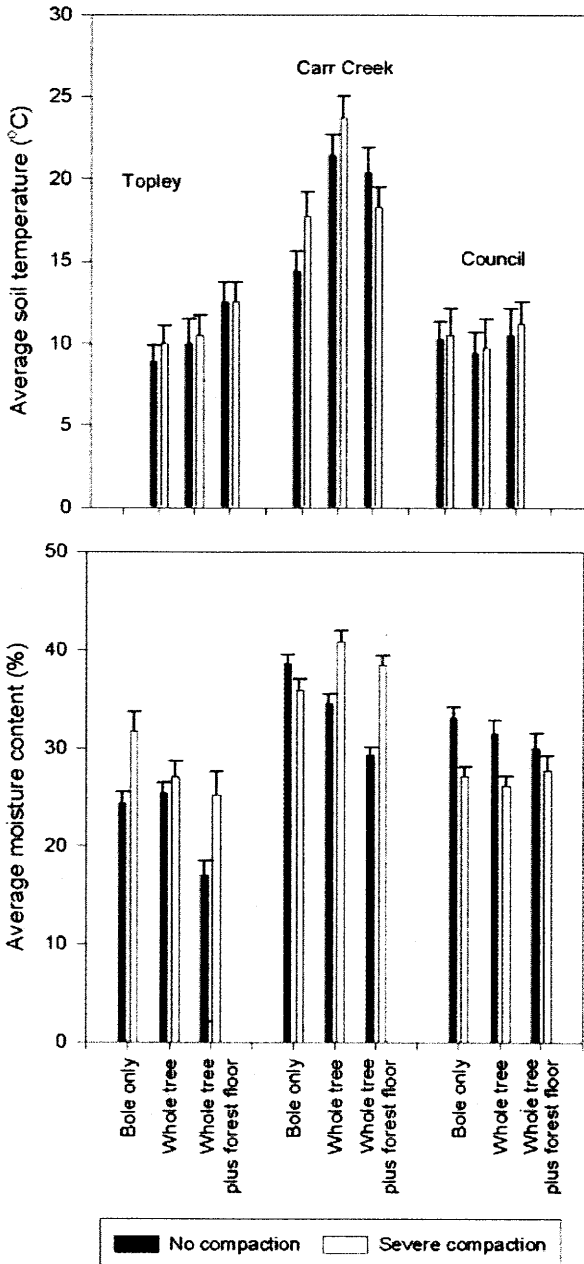 Average soil temperature (°C)
30
25
20
15
10
5
0
Topley
Carr Creek
Council
Average moisture content (%)
50
40
30
20
10
0
Bole only
Whole tree
Whole tree
plus forest floor
Bole only
Whole tree
Whole tree
plus forest floor
Bole only
Whole tree
Whole tree
plus forest floor
No compaction
Severe compaction